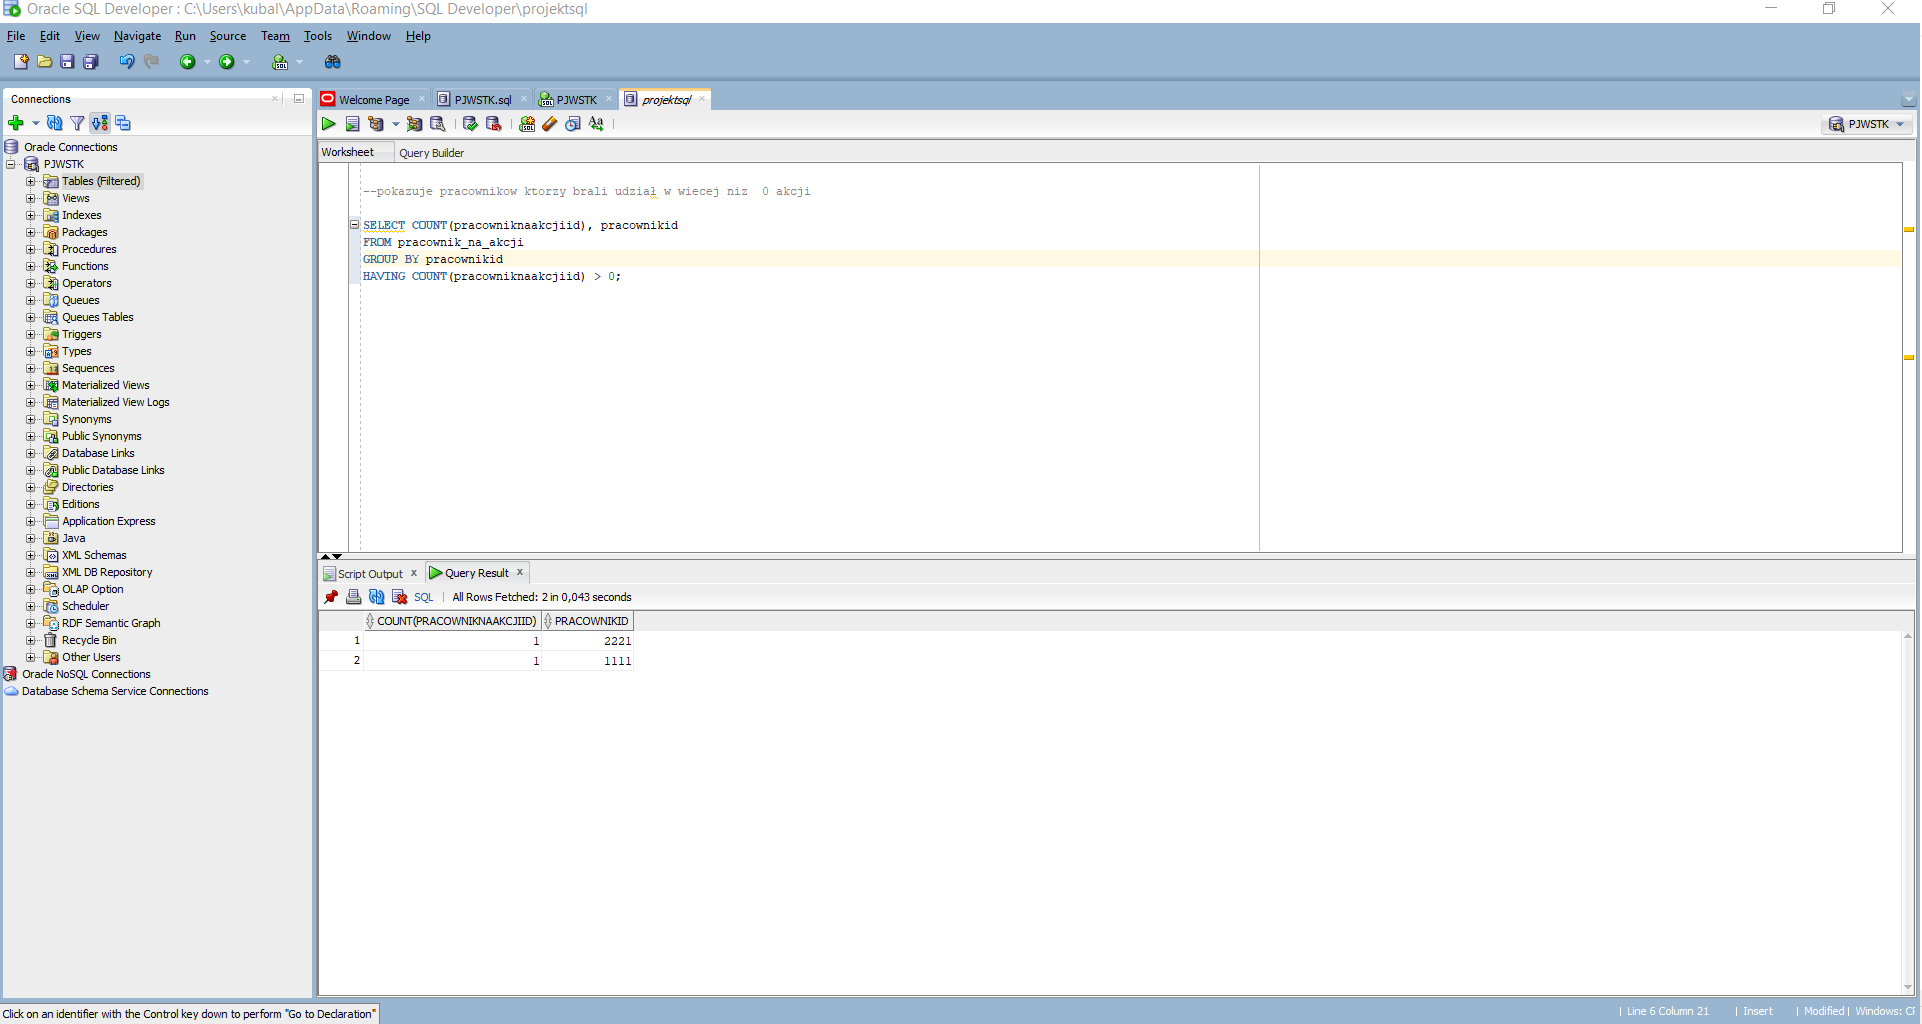 Oracle SQL Developer : C:\Users\kubal\AppData\Roaming\SQL Developer\projektsql
File Edit View Navigate Run Source Team Tools Window Help
Connections
Welcome Page
PJWSTK.sql
PJWSTK
projektsql
PJWSTK
Worksheet
Query Builder
Oracle Connections
PJWSTK
Tables (Filtered)
Views
Indexes
Packages
Procedures
Functions
Operators
Queues
Queues Tables
Triggers
Types
Sequences
Materialized Views
Materialized View Logs
Synonyms
Public Synonyms
Database Links
Public Database Links
Directories
Editions
Application Express
Java
XML Schemas
XML DB Repository
OLAP Option
Scheduler
RDF Semantic Graph
Recycle Bin
Other Users
Oracle NoSQL Connections
Database Schema Service Connections
--pokazuje pracownikow ktorzy brali udział w wiecej niz  0 akcji
SELECT COUNT(pracowniknaakcjiid), pracownikid
FROM pracownik_na_akcji
GROUP BY pracownikid
HAVING COUNT(pracowniknaakcjiid) > 0;
Script Output
Query Result
SQL
All Rows Fetched: 2 in 0,043 seconds
COUNT(PRACOWNIKNAAKCJIID) PRACOWNIKID
1 1 2221
2 1 1111
Click on an identifier with the Control key down to perform "Go to Declaration"
Line 6 Column 21 | Insert | Modified | Windows: CF